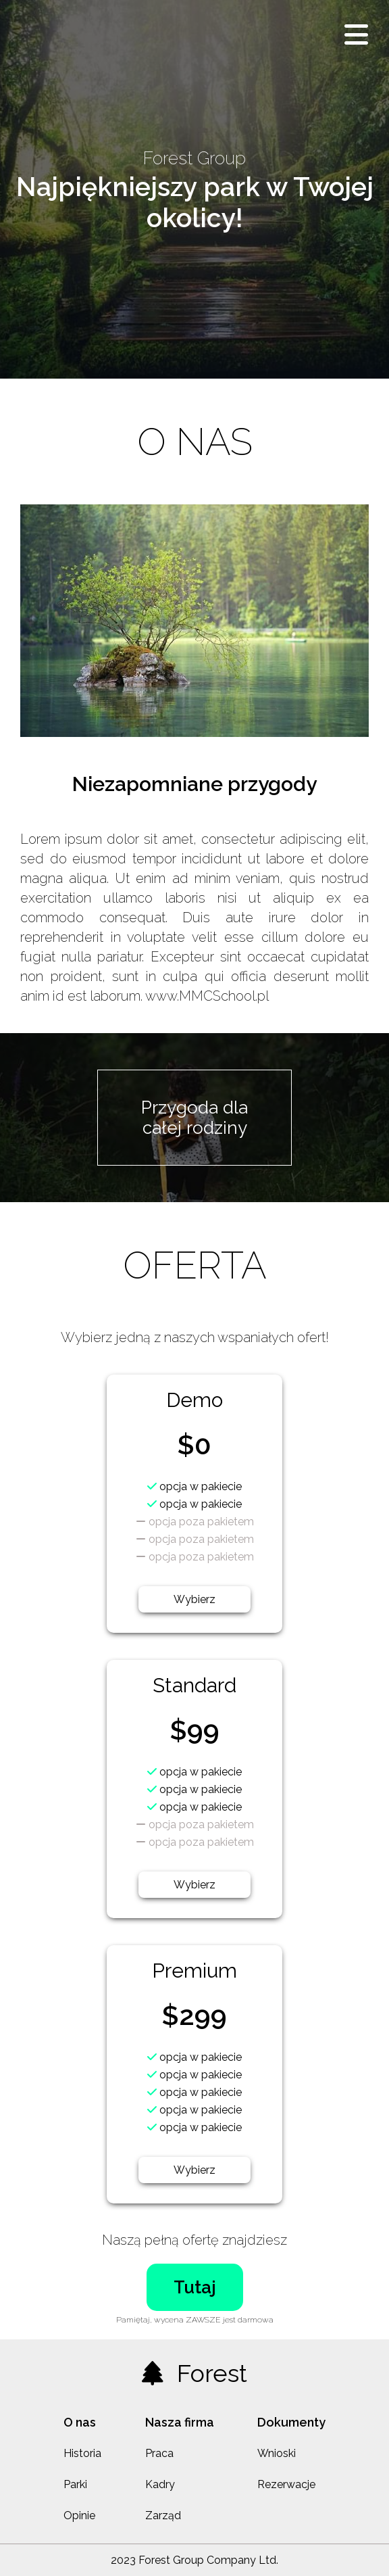 Forest Group
Najpiękniejszy park w Twojej
okolicy!
O NAS
Niezapomniane przygody
Lorem ipsum dolor sit amet, consectetur adipiscing elit,
sed do eiusmod tempor incididunt ut labore et dolore
magna aliqua. Ut enim ad minim veniam, quis nostrud
exercitation ullamco laboris nisi ut aliquip ex ea
commodo consequat. Duis aute irure dolor in
reprehenderit in voluptate velit esse cillum dolore eu
fugiat nulla pariatur. Excepteur sint occaecat cupidatat
non proident, sunt in culpa qui officia deserunt mollit
anim id est laborum. www.MMCSchool.pl
Przygoda dla
całej rodziny
OFERTA
Wybierz jedną z naszych wspaniałych ofert!
Demo
$0
opcja w pakiecie
opcja w pakiecie
opcja poza pakietem
opcja poza pakietem
opcja poza pakietem
Wybierz
Standard
$99
opcja w pakiecie
opcja w pakiecie
opcja w pakiecie
opcja poza pakietem
opcja poza pakietem
Wybierz
Premium
$299
opcja w pakiecie
opcja w pakiecie
opcja w pakiecie
opcja w pakiecie
opcja w pakiecie
Wybierz
Naszą pełną ofertę znajdziesz
Tutaj
Pamiętaj, wycena ZAWSZE jest darmowa
Forest
O nas Nasza firma Dokumenty
Historia Praca Wnioski
Parki Kadry Rezerwacje
Opinie Zarząd
2023 Forest Group Company Ltd.